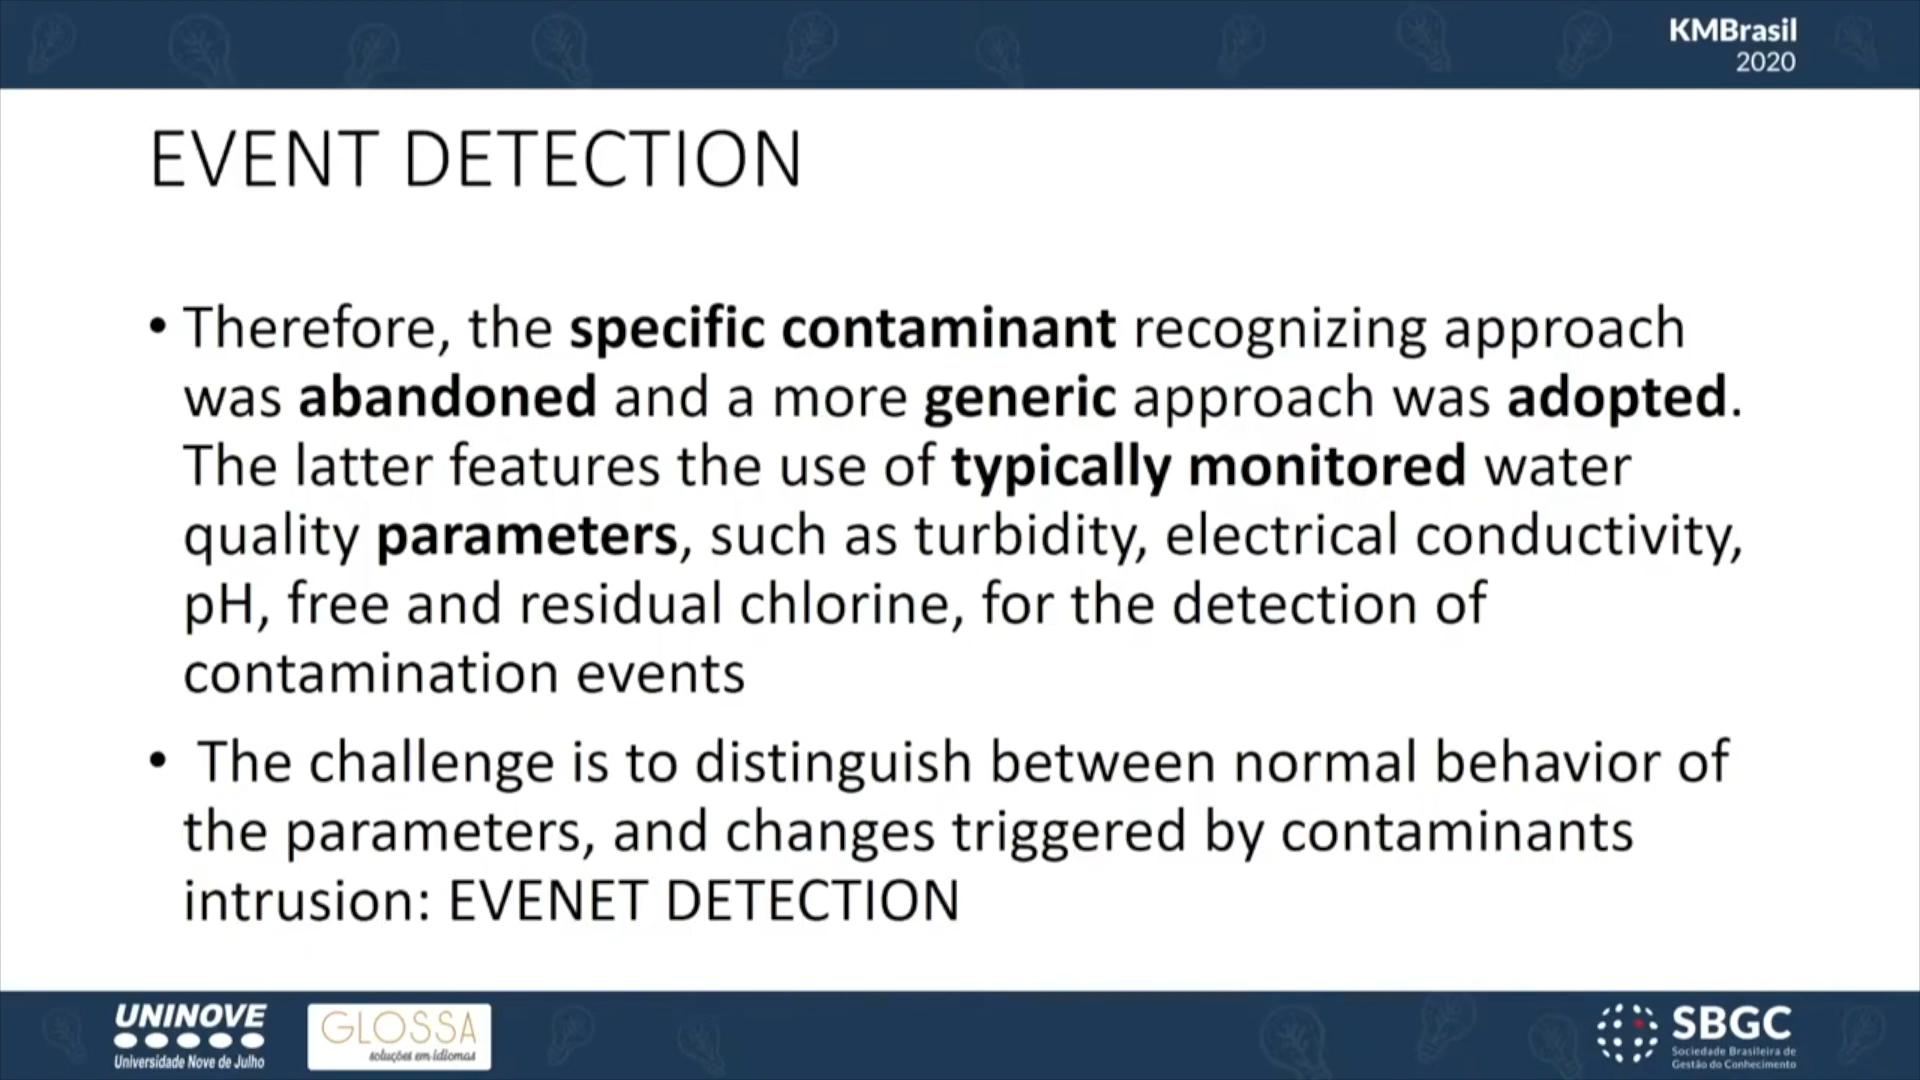 KMBrasil
2020
EVENT DETECTION
• Therefore, the specific contaminant recognizing approach
was abandoned and a more generic approach was adopted.
The latter features the use of typically monitored water
quality parameters, such as turbidity, electrical conductivity,
pH, free and residual chlorine, for the detection of
contamination events
• The challenge is to distinguish between normal behavior of
the parameters, and changes triggered by contaminants
intrusion: EVENET DETECTION
UNINOVE
Universidade Nove de Julho
GLOSSA
soluções em idiomas
SBGC
Sociedade Brasileira de
Gestão do Conhecimento